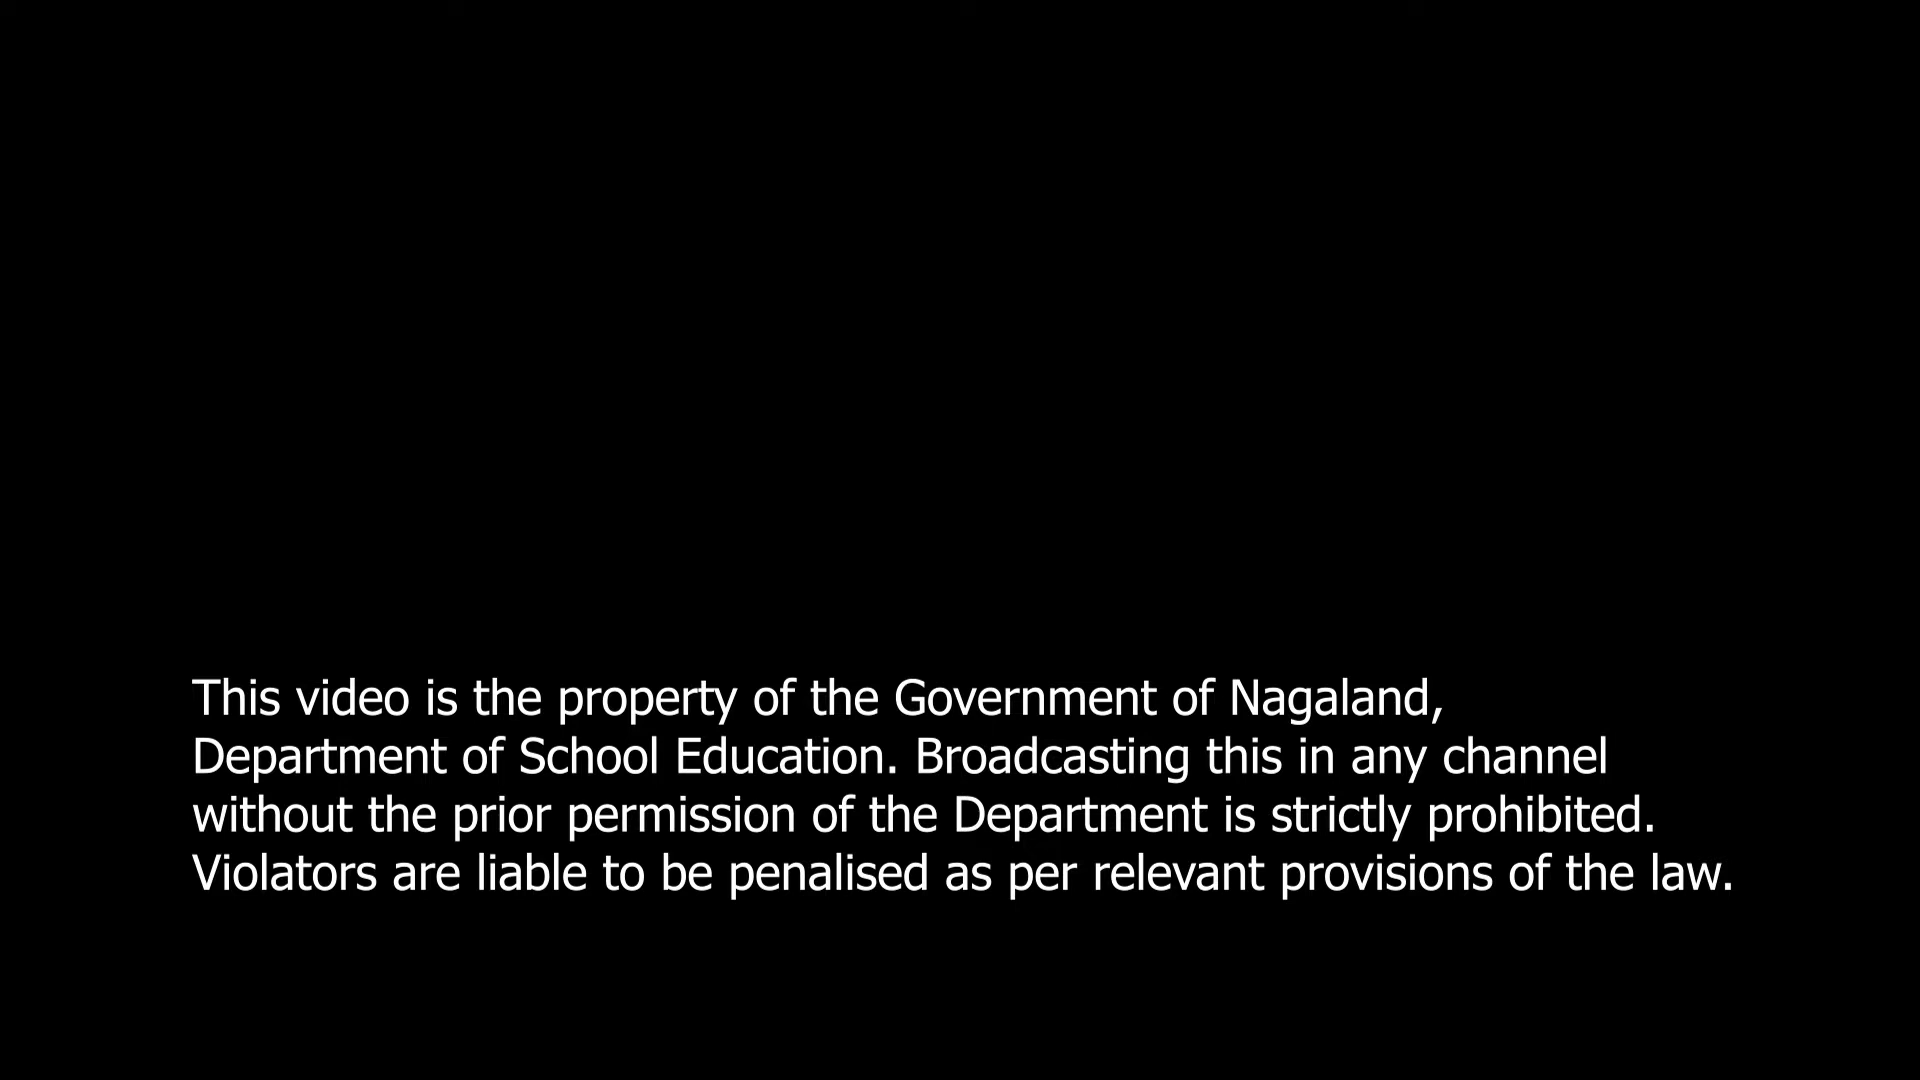 This video is the property of the Government of Nagaland,
Department of School Education. Broadcasting this in any channel
without the prior permission of the Department is strictly prohibited.
Violators are liable to be penalised as per relevant provisions of the law.